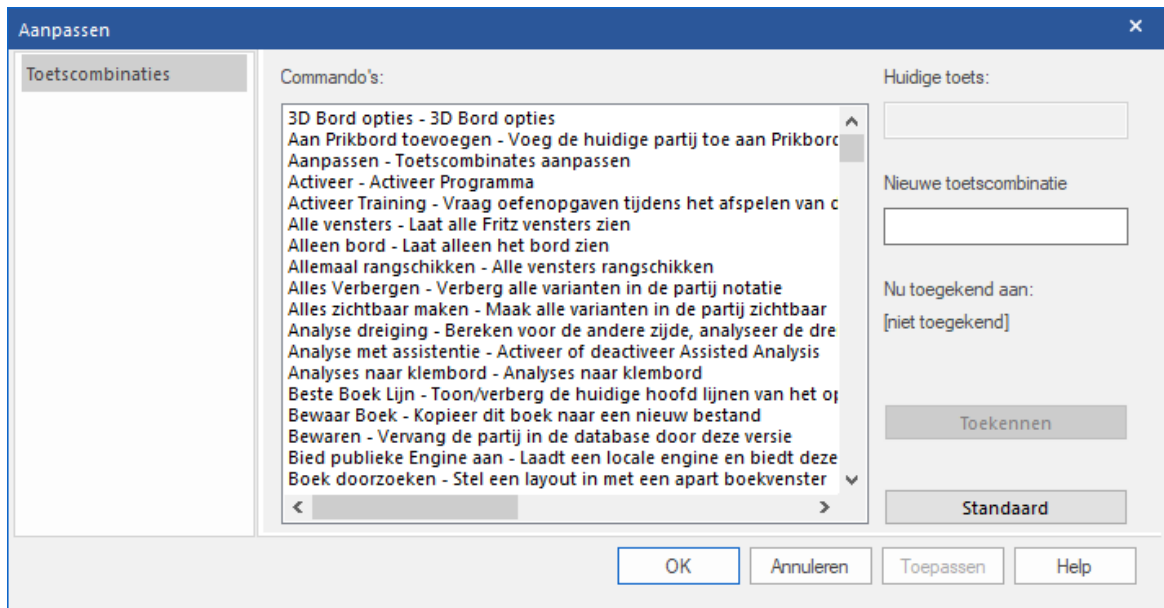 Aanpassen
Toetscombinaties
Commando's:
3D Bord opties - 3D Bord opties
Aan Prikbord toevoegen - Voeg de huidige partij toe aan Prikbord
Aanpassen - Toetscombinates aanpassen
Activeer - Activeer Programma
Activeer Training - Vraag oefenopgaven tijdens het afspelen van
Alle vensters - Laat alle Fritz vensters zien
Alleen bord - Laat alleen het bord zien
Allemaal rangschikken - Alle vensters rangschikken
Alles Verbergen - Verberg alle varianten in de partij notatie
Alles zichtbaar maken - Maak alle varianten in de partij zichtbaar
Analyse dreiging - Bereken voor de andere zijde, analyseer de dre
Analyse met assistentie - Activeer of deactiveer Assisted Analysis
Analyses naar klembord - Analyses naar klembord
Beste Boek Lijn - Toon/verberg de huidige hoofd lijnen van het
Bewaar Boek - Kopieer dit boek naar een nieuw bestand
Bewaren - Vervang de partij in de database door deze versie
Bied publieke Engine aan - Laadt een locale engine en biedt deze
Boek doorzoeken - Stel een layout in met een apart boekvenster
Huidige toets:
Nieuwe toetscombinatie
Nu toegekend aan:
[niet toegekend]
Toekennen
Standaard
OK
Annuleren
Toepassen
Help